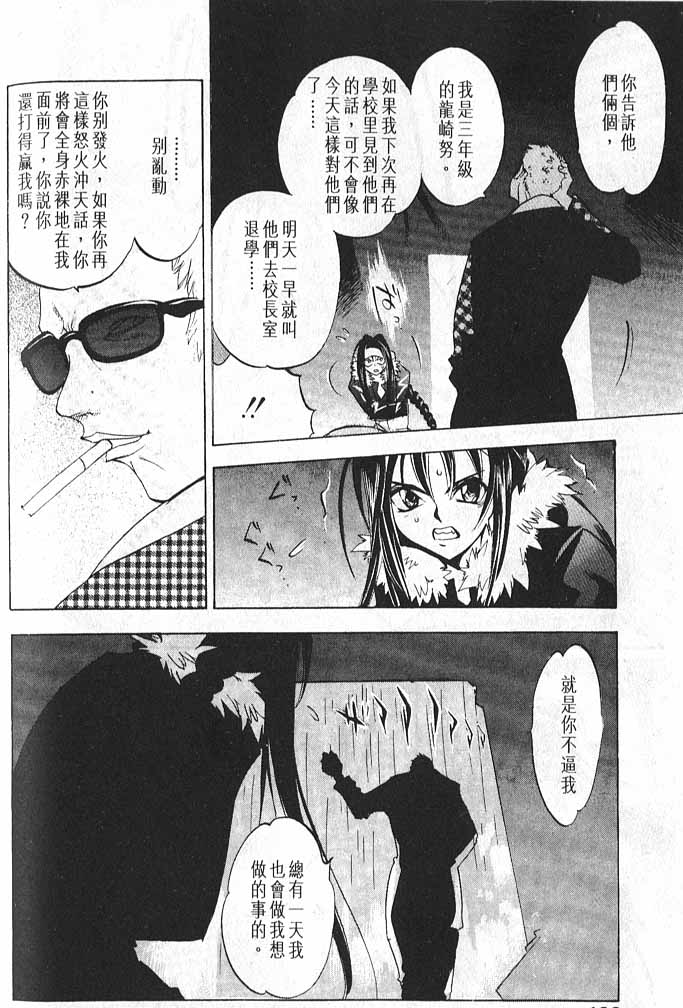 你告訴他
們倆個，
我是三年級
的龍崎努。
如果我下次再在
學校里見到他們
的話，可不會像
今天這樣對他們
了……
明天一早就叫
他們去校長室
退學……
!!
………
别亂動
你别發火，如果你再
這樣怒火沖天話，你
將會全身赤裸地在我
面前了，你説你
還打得贏我嗎？
就是你不逼我
總有一天我
也會做我想
做的事的。